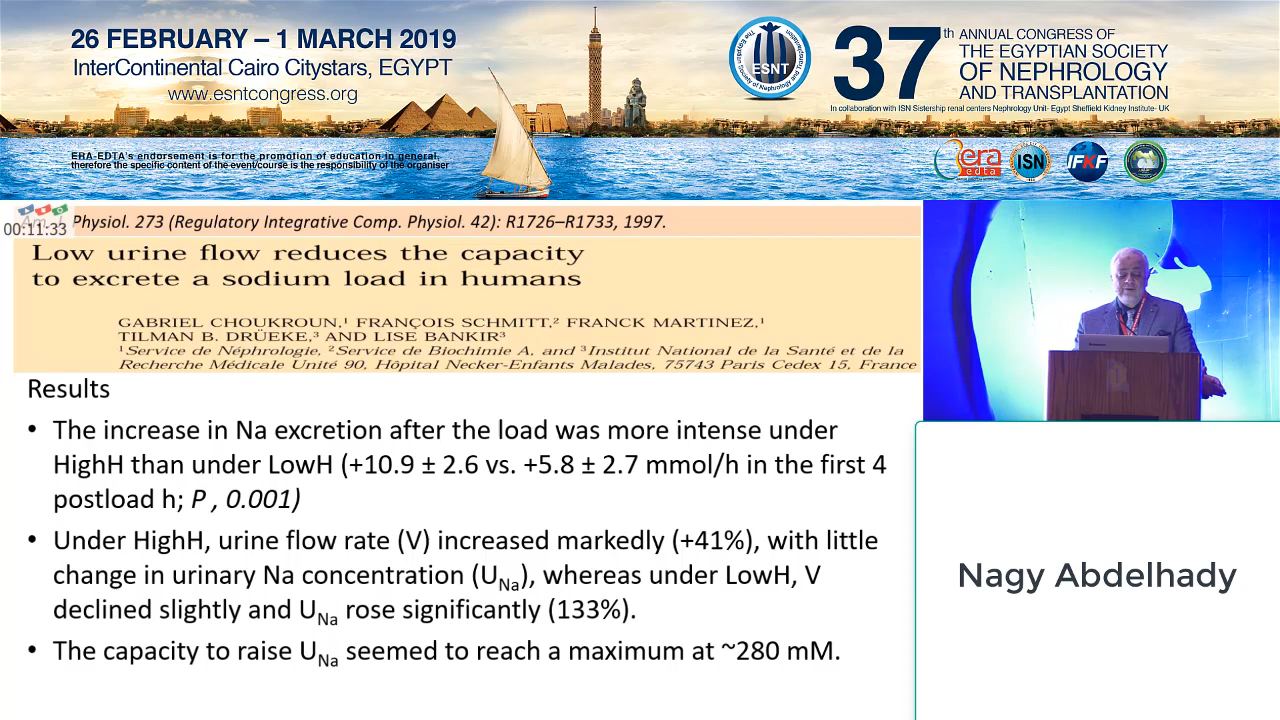 26 FEBRUARY – 1 MARCH 2019
InterContinental Cairo Citystars, EGYPT
www.esntcongress.org
ERA-EDTA's endorsement is for the promotion of education in general,
therefore the specific content of the event/course is the responsibility of the organiser
ESNT
37th
ANNUAL CONGRESS OF
THE EGYPTIAN SOCIETY
OF NEPHROLOGY
AND TRANSPLANTATION
In collaboration with ISN Sistership renal centers Nephrology Unit- Egypt Sheffield Kidney Institute- UK
era
edta
ISN
IFKF
00:11:33
Physiol. 273 (Regulatory Integrative Comp. Physiol. 42): R1726–R1733, 1997.
Low urine flow reduces the capacity
to excrete a sodium load in humans
GABRIEL CHOUKROUN,¹ FRANÇOIS SCHMITT,² FRANCK MARTINEZ,¹
TILMAN B. DRÜEKE,³ AND LISE BANKIR³
¹Service de Néphrologie, ²Service de Biochimie A, and ³Institut National de la Santé et de la
Recherche Médicale Unité 90, Hôpital Necker-Enfants Malades, 75743 Paris Cedex 15, France
Results
• The increase in Na excretion after the load was more intense under
HighH than under LowH (+10.9 ± 2.6 vs. +5.8 ± 2.7 mmol/h in the first 4
postload h; P , 0.001)
• Under HighH, urine flow rate (V) increased markedly (+41%), with little
change in urinary Na concentration (UNa), whereas under LowH, V
declined slightly and UNa rose significantly (133%).
• The capacity to raise UNa seemed to reach a maximum at ~280 mM.
Nagy Abdelhady